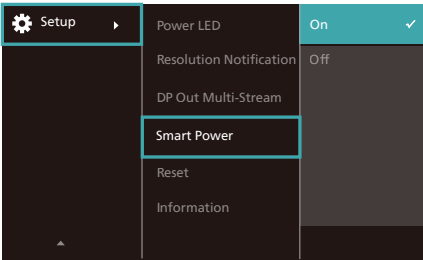 Setup
Power LED
Resolution Notification
DP Out Multi-Stream
Smart Power
Reset
Information
On
Off